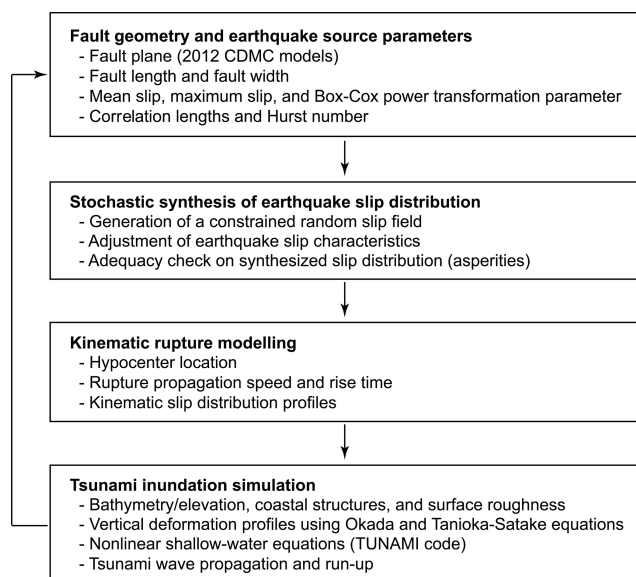 Fault geometry and earthquake source parameters
- Fault plane (2012 CDMC models)
- Fault length and fault width
- Mean slip, maximum slip, and Box-Cox power transformation parameter
- Correlation lengths and Hurst number
Stochastic synthesis of earthquake slip distribution
- Generation of a constrained random slip field
- Adjustment of earthquake slip characteristics
- Adequacy check on synthesized slip distribution (asperities)
Kinematic rupture modelling
- Hypocenter location
- Rupture propagation speed and rise time
- Kinematic slip distribution profiles
Tsunami inundation simulation
- Bathymetry/elevation, coastal structures, and surface roughness
- Vertical deformation profiles using Okada and Tanioka-Satake equations
- Nonlinear shallow-water equations (TUNAMI code)
- Tsunami wave propagation and run-up